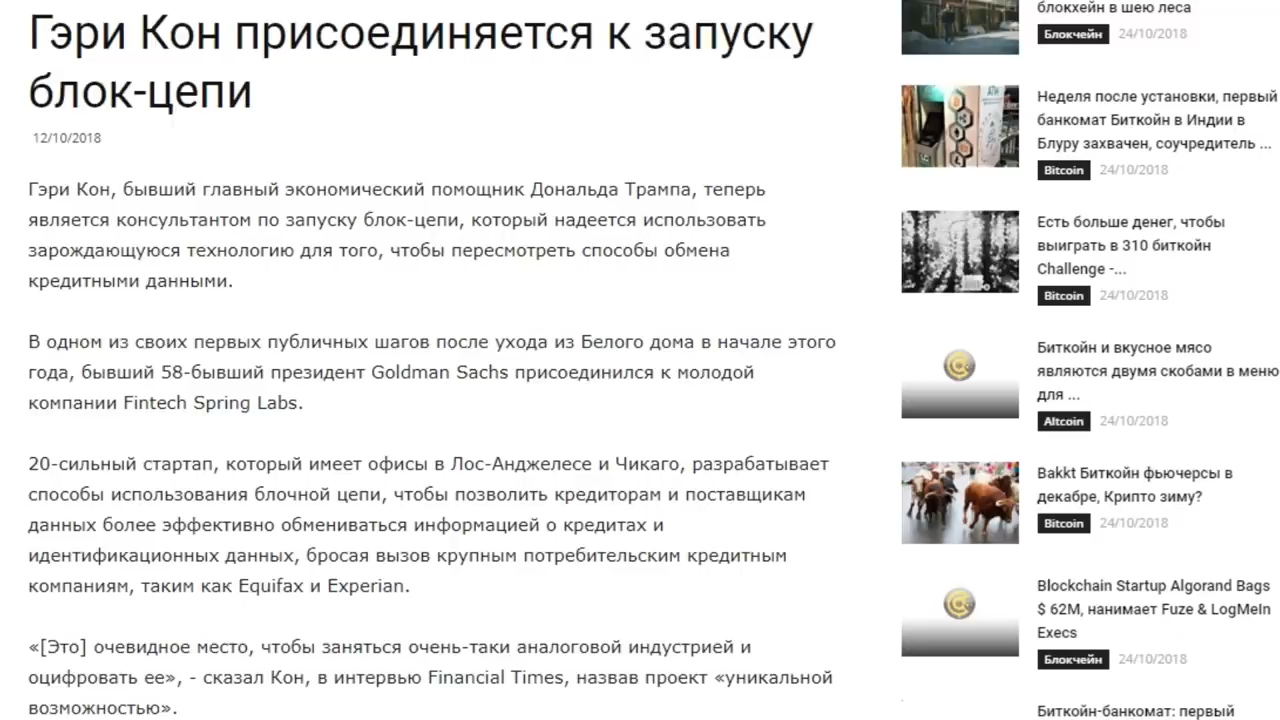 Гэри Кон присоединяется к запуску
блок-цепи
12/10/2018
Гэри Кон, бывший главный экономический помощник Дональда Трампа, теперь
является консультантом по запуску блок-цепи, который надеется использовать
зарождающуюся технологию для того, чтобы пересмотреть способы обмена
кредитными данными.
В одном из своих первых публичных шагов после ухода из Белого дома в начале этого
года, бывший 58-бывший президент Goldman Sachs присоединился к молодой
компании Fintech Spring Labs.
20-сильный стартап, который имеет офисы в Лос-Анджелесе и Чикаго, разрабатывает
способы использования блочной цепи, чтобы позволить кредиторам и поставщикам
данных более эффективно обмениваться информацией о кредитах и
идентификационных данных, бросая вызов крупным потребительским кредитным
компаниям, таким как Equifax и Experian.
«[Это] очевидное место, чтобы заняться очень-таки аналоговой индустрией и
оцифровать ее», - сказал Кон, в интервью Financial Times, назвав проект «уникальной
возможностью».
блокхейн в шею леса
Блокчейн 24/10/2018
Неделя после установки, первый
банкомат Биткойн в Индии в
Блуру захвачен, соучредитель ...
Bitcoin 24/10/2018
Есть больше денег, чтобы
выиграть в 310 биткойн
Challenge -...
Bitcoin 24/10/2018
Биткойн и вкусное мясо
являются двумя скобами в меню
для ...
Altcoin 24/10/2018
Bakkt Биткойн фьючерсы в
декабре, Крипто зиму?
Bitcoin 24/10/2018
Blockchain Startup Algorand Bags
$ 62M, нанимает Fuze & LogMeIn
Execs
Блокчейн 24/10/2018
Биткойн-банкомат: первый